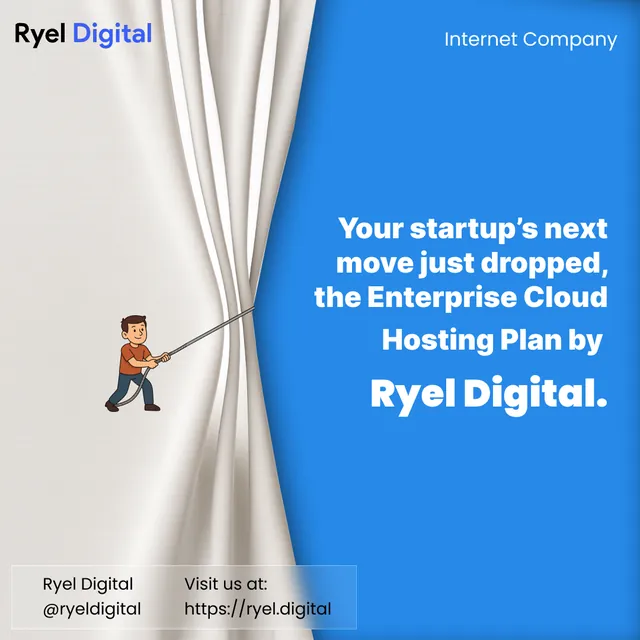 Ryel Digital
Internet Company
Your startup’s next
move just dropped,
the Enterprise Cloud
Hosting Plan by
Ryel Digital.
Ryel Digital
@ryeldigital
Visit us at:
https://ryel.digital